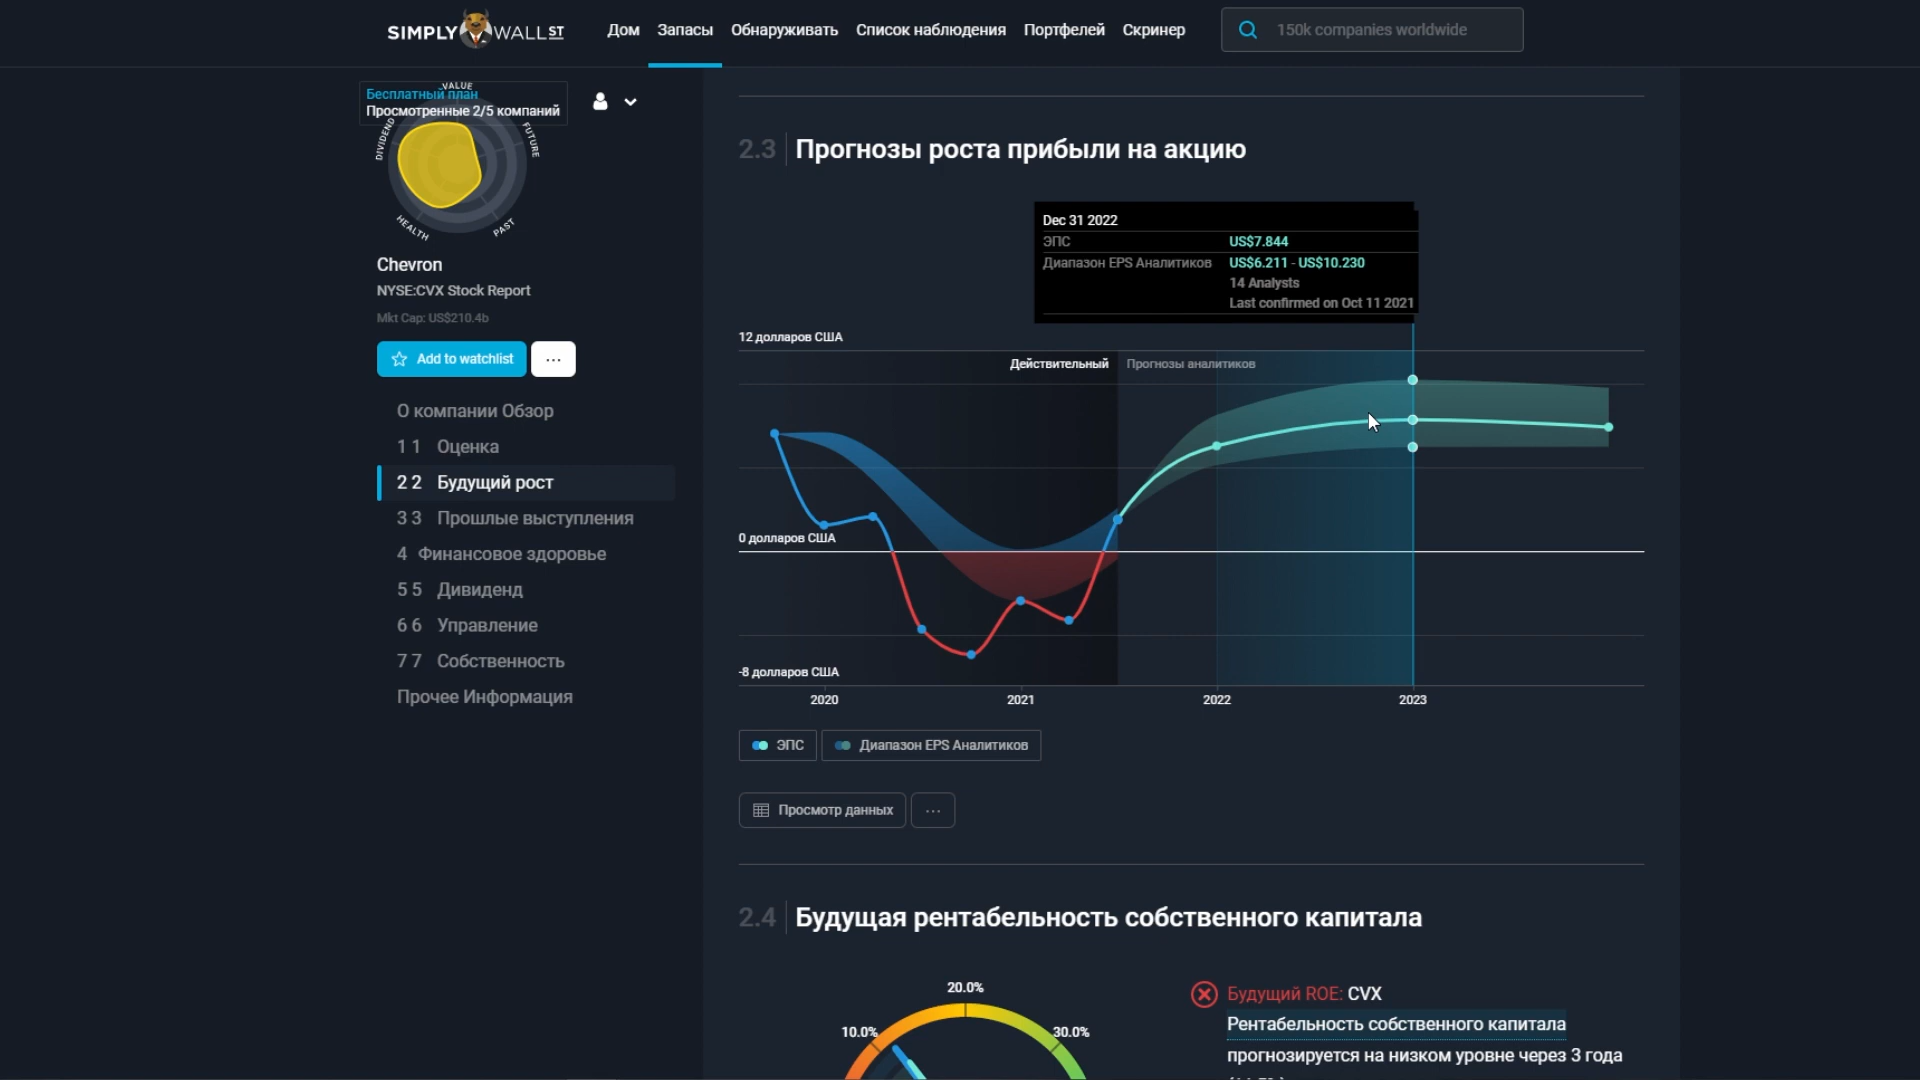 SIMPLY WALL ST
Дом Запасы Обнаруживать Список наблюдения Портфелей Скринер
150k companies worldwide
Бесплатный план
Просмотренные 2/5 компаний
VALUE
FUTURE
PAST
HEALTH
DIVIDEND
Chevron
NYSE:CVX Stock Report
Mkt Cap: US$210.4b
Add to watchlist
...
О компании Обзор
1 1 Оценка
2 2 Будущий рост
3 3 Прошлые выступления
4 Финансовое здоровье
5 5 Дивиденд
6 6 Управление
7 7 Собственность
Прочее Информация
2.3 Прогнозы роста прибыли на акцию
Dec 31 2022
ЭПС US$7.844
Диапазон EPS Аналитиков US$6.211 - US$10.230
14 Analysts
Last confirmed on Oct 11 2021
12 долларов США
Действительный Прогнозы аналитиков
0 долларов США
-8 долларов США
2020 2021 2022 2023
ЭПС Диапазон EPS Аналитиков
Просмотр данных ...
2.4 Будущая рентабельность собственного капитала
20.0%
10.0% 30.0%
Будущий ROE: CVX
Рентабельность собственного капитала
прогнозируется на низком уровне через 3 года